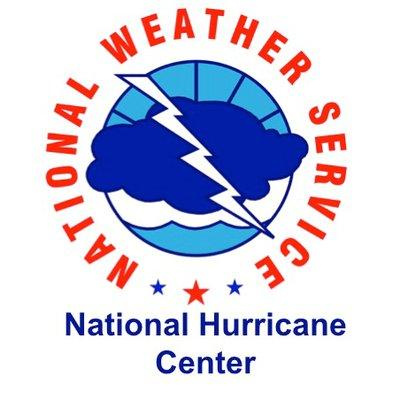 NATIONAL WEATHER SERVICE
National Hurricane
Center